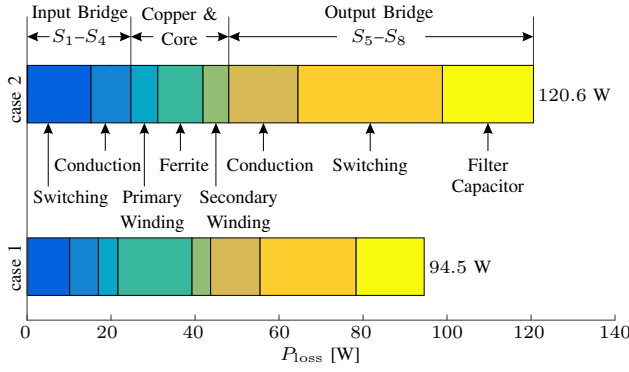 Input Bridge
S1–S4
Copper &
Core
Output Bridge
S5–S8
case 2
120.6 W
Switching
Conduction
Primary
Winding
Ferrite
Secondary
Winding
Conduction
Switching
Filter
Capacitor
case 1
94.5 W
0 20 40 60 80 100 120 140
Ploss [W]